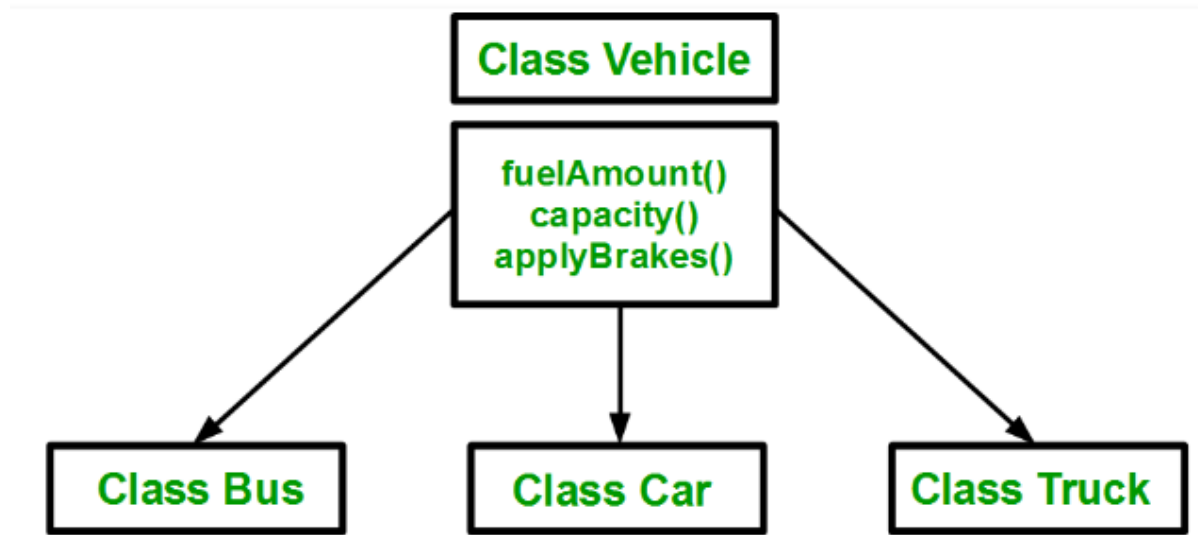 Class Vehicle
fuelAmount()
capacity()
applyBrakes()
Class Bus
Class Car
Class Truck